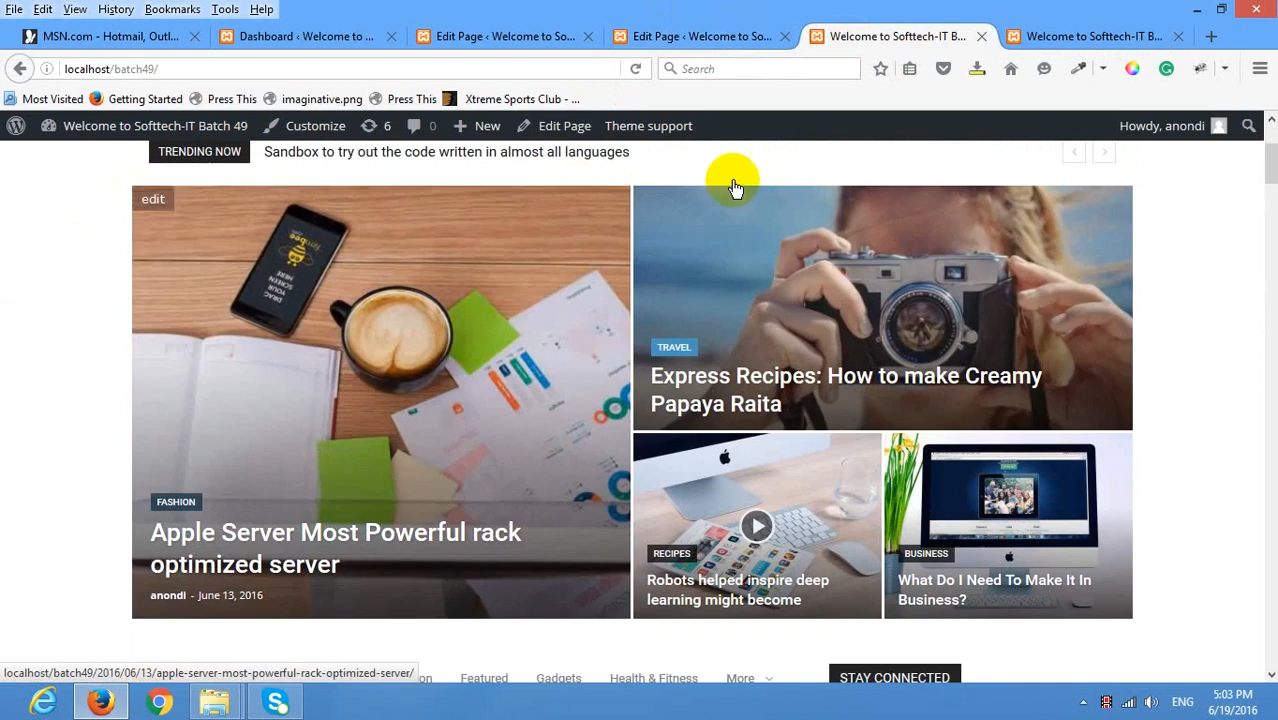 File Edit View History Bookmarks Tools Help
MSN.com - Hotmail, Outl... Dashboard ‹ Welcome to ... Edit Page ‹ Welcome to So... Edit Page ‹ Welcome to So... Welcome to Softtech-IT B... Welcome to Softtech-IT B...
localhost/batch49/ Search
Most Visited Getting Started Press This imaginative.png Press This Xtreme Sports Club - ...
Welcome to Softtech-IT Batch 49 Customize 6 0 New Edit Page Theme support Howdy, anondi
TRENDING NOW Sandbox to try out the code written in almost all languages
edit
DRAG YOUR SCREEN HERE
TRAVEL
Express Recipes: How to make Creamy
Papaya Raita
FASHION
Apple Server Most Powerful rack
optimized server
anondi - June 13, 2016
RECIPES
Robots helped inspire deep
learning might become
BUSINESS
What Do I Need To Make It In
Business?
localhost/batch49/2016/06/13/apple-server-most-powerful-rack-optimized-server/
Featured Gadgets Health & Fitness More STAY CONNECTED
ENG 5:03 PM
6/19/2016